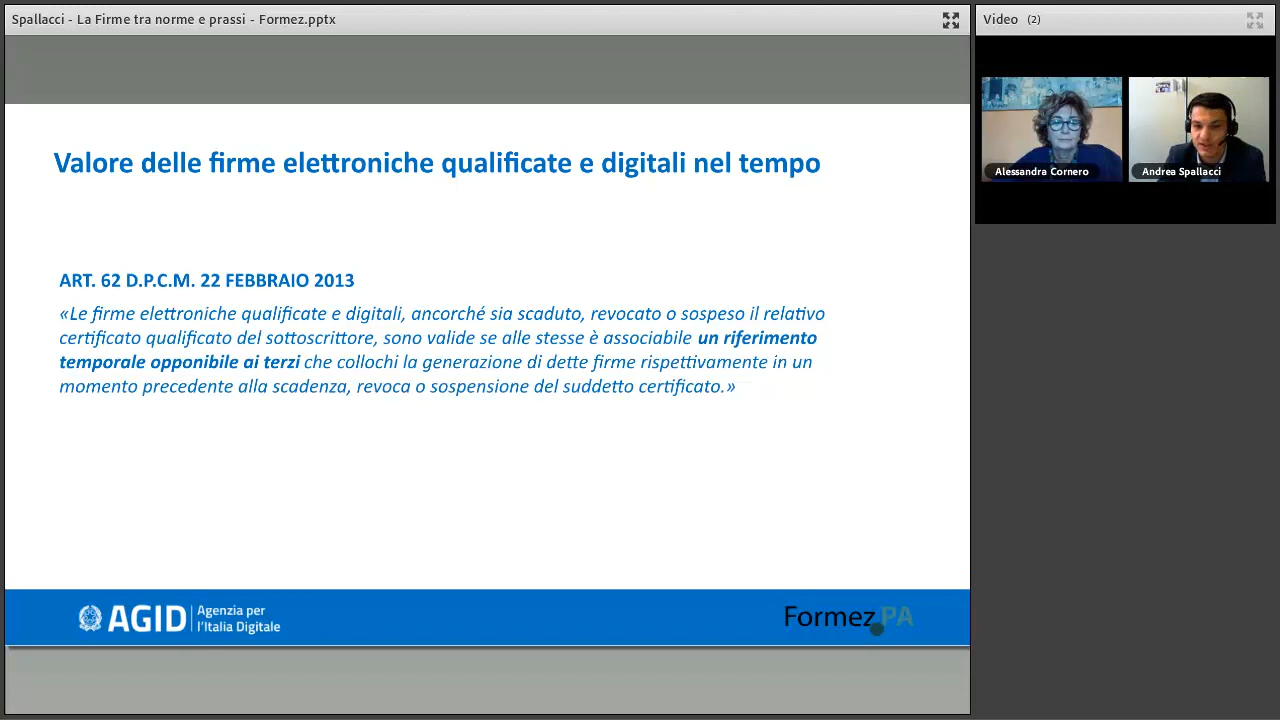 Spallacci - La Firme tra norme e prassi - Formez.pptx
Video (2)
Alessandra Cornero
Andrea Spallacci
Valore delle firme elettroniche qualificate e digitali nel tempo
ART. 62 D.P.C.M. 22 FEBBRAIO 2013
«Le firme elettroniche qualificate e digitali, ancorché sia scaduto, revocato o sospeso il relativo
certificato qualificato del sottoscrittore, sono valide se alle stesse è associabile un riferimento
temporale opponibile ai terzi che collochi la generazione di dette firme rispettivamente in un
momento precedente alla scadenza, revoca o sospensione del suddetto certificato.»
AGID
Agenzia per
l'Italia Digitale
Formez PA